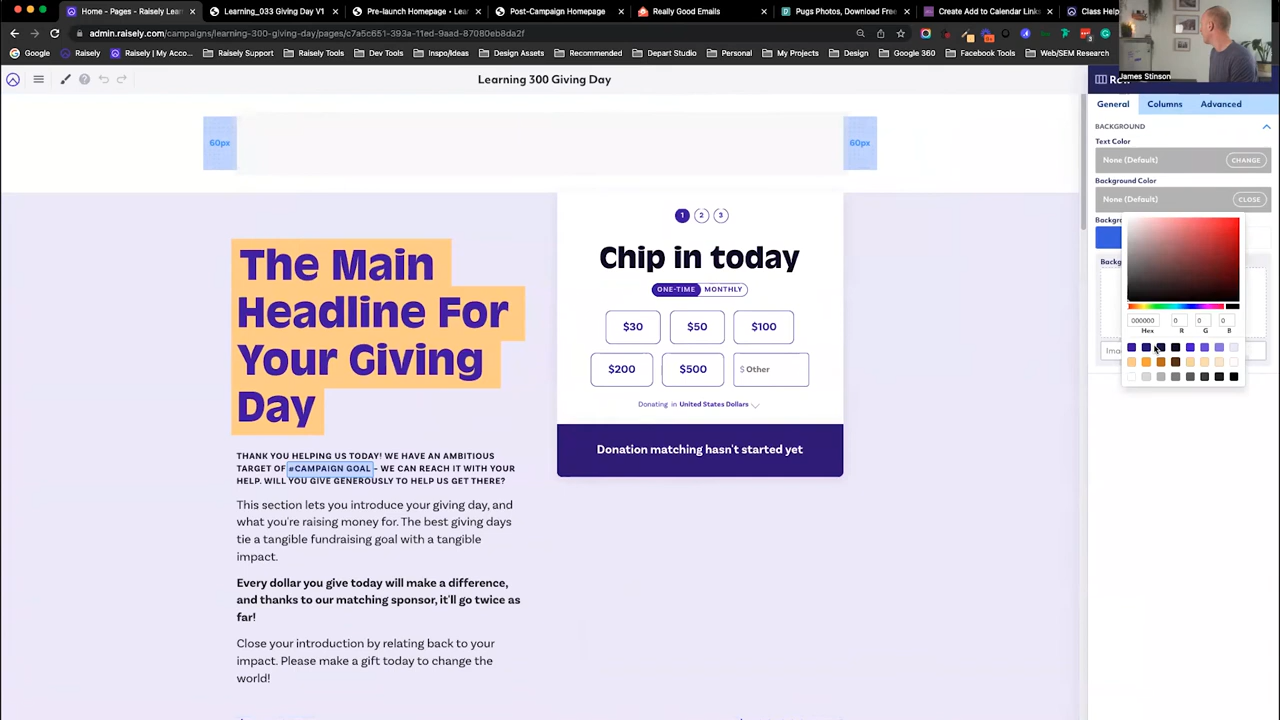 Home - Pages - Raisely
Learning_033 Giving Day V1
Pre-launch Homepage - Learn
Post-Campaign Homepage
Really Good Emails
Pugs Photos, Download Free
Create Add to Calendar Links
Class Help
admin.raisely.com/campaigns/learning-300-giving-day/pages/
Google
Raisely
Raisely | My Acco...
Raisely Support
Raisely Tools
Dev Tools
Inspo/Ideas
Design Assets
Recommended
Depart Studio
Personal
My Projects
Design
Google 360
Facebook Tools
Web/SEM Research
James Stinson
Learning 300 Giving Day
General
Columns
Advanced
BACKGROUND
Text Color
None (Default)
CHANGE
Background Color
None (Default)
CLOSE
Backgr
Backg
000000
0
0
0
Hex
R
G
B
Ima
60px
60px
The Main
Headline For
Your Giving
Day
THANK YOU HELPING US TODAY! WE HAVE AN AMBITIOUS
TARGET OF #CAMPAIGN GOAL - WE CAN REACH IT WITH YOUR
HELP. WILL YOU GIVE GENEROUSLY TO HELP US GET THERE?
This section lets you introduce your giving day, and
what you're raising money for. The best giving days
tie a tangible fundraising goal with a tangible
impact.
Every dollar you give today will make a difference,
and thanks to our matching sponsor, it'll go twice as
far!
Close your introduction by relating back to your
impact. Please make a gift today to change the
world!
1 2 3
Chip in today
ONE-TIME MONTHLY
$30 $50 $100
$200 $500 $ Other
Donating in United States Dollars
Donation matching hasn't started yet